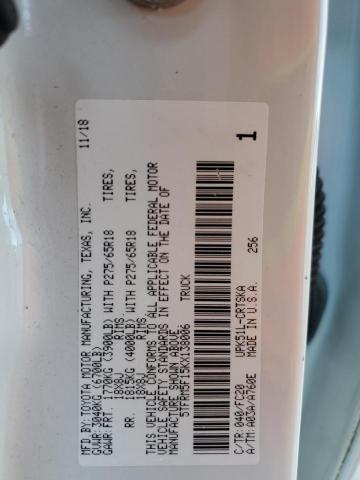 MFD.BY:TOYOTA MOTOR MANUFACTURING, TEXAS, INC. 11/18
GVWR:3040KG(6700LB)
GAWR:FRT. 1770KG(3900LB) WITH P275/65R18 TIRES,
18X8J RIMS,
RR. 1815KG(4000LB) WITH P275/65R18 TIRES,
18X8J RIMS,
THIS VEHICLE CONFORMS TO ALL APPLICABLE FEDERAL MOTOR
VEHICLE SAFETY STANDARDS IN EFFECT ON THE DATE OF
MANUFACTURE SHOWN ABOVE.
TRUCK
C/TR:040/FC20 UPK51L-CRTSKA
A/TM:A03A/A760E MADE IN U.S.A. 256
1